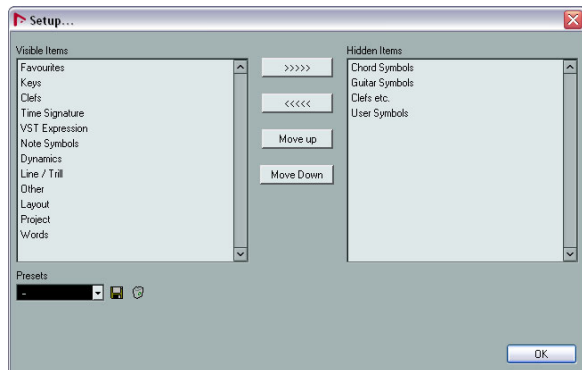 Setup...
Visible Items
Favourites
Keys
Clefs
Time Signature
VST Expression
Note Symbols
Dynamics
Line / Trill
Other
Layout
Project
Words
>>>>>
<<<<<
Move up
Move Down
Hidden Items
Chord Symbols
Guitar Symbols
Clefs etc.
User Symbols
Presets
-
OK